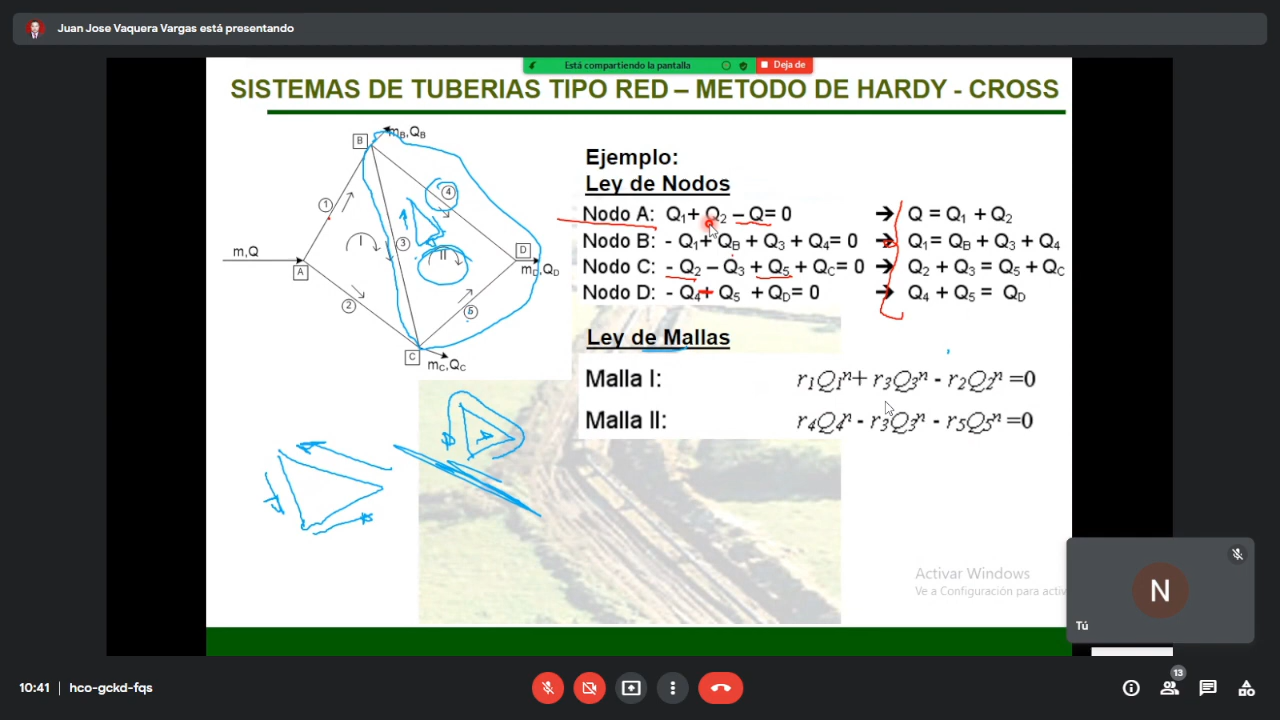 Juan Jose Vaquera Vargas está presentando
Está compartiendo la pantalla
Deja de
SISTEMAS DE TUBERIAS TIPO RED – METODO DE HARDY - CROSS
B
mB,QB
1
4
3
I
II
D
mD,QD
m,Q
A
2
5
C
mC,QC
Ejemplo:
Ley de Nodos
Nodo A: Q1+ Q2 – Q= 0 → Q = Q1 + Q2
Nodo B: - Q1+ QB + Q3 + Q4= 0 → Q1= QB + Q3 + Q4
Nodo C: - Q2 – Q3 + Q5 + QC= 0 → Q2 + Q3 = Q5 + QC
Nodo D: - Q4- Q5 + QD= 0 → Q4 + Q5 = QD
Ley de Mallas
Malla I: r1Q1ⁿ+ r3Q3ⁿ - r2Q2ⁿ =0
Malla II: r4Q4ⁿ - r3Q3ⁿ - r5Q5ⁿ =0
Activar Windows
Ve a Configuración para activ
N
Tú
10:41 | hco-gckd-fqs
13